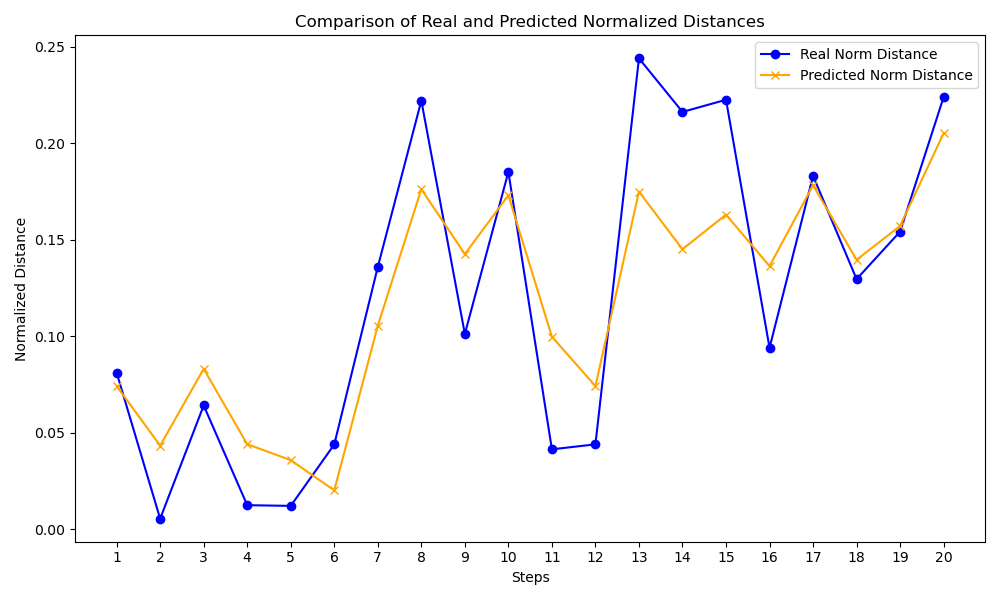 Comparison of Real and Predicted Normalized Distances
Real Norm Distance
Predicted Norm Distance
Normalized Distance
0.25
0.20
0.15
0.10
0.05
0.00
1 2 3 4 5 6 7 8 9 10 11 12 13 14 15 16 17 18 19 20
Steps